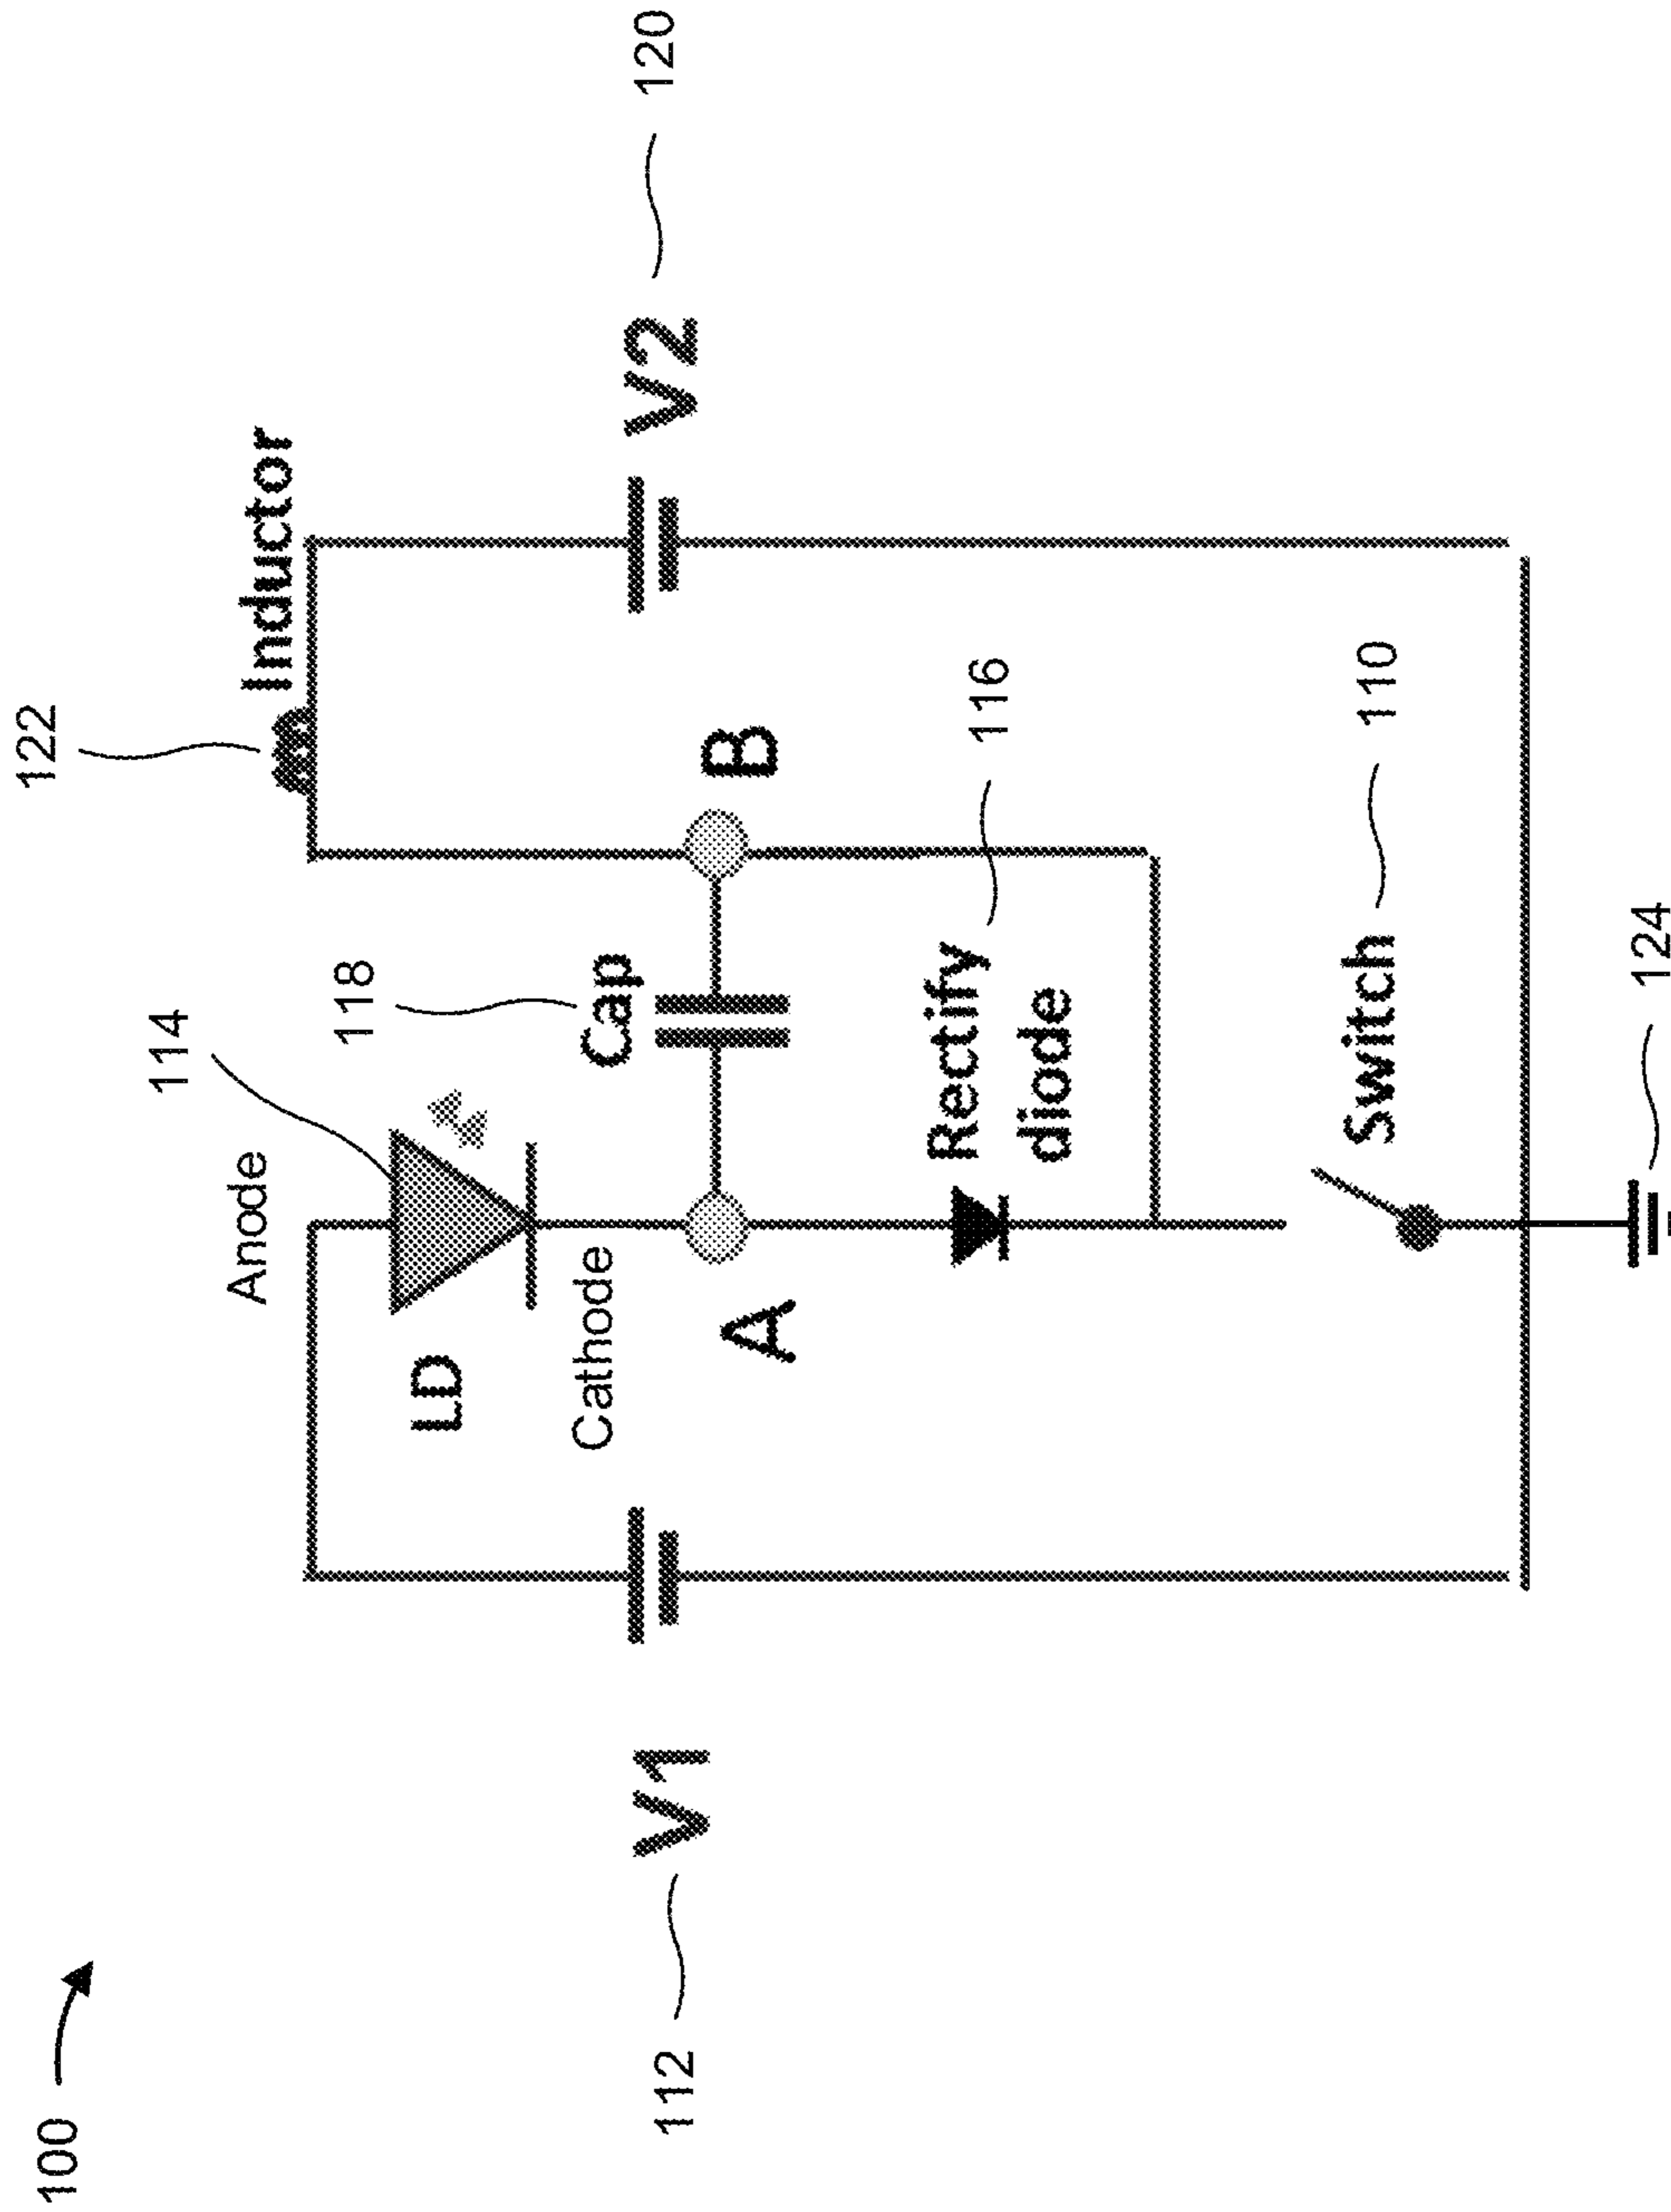 100
122
Inductor
114
Anode
118
LD
Cap
Cathode
V1
112
V2
120
A
B
Rectify
diode
116
Switch
110
124